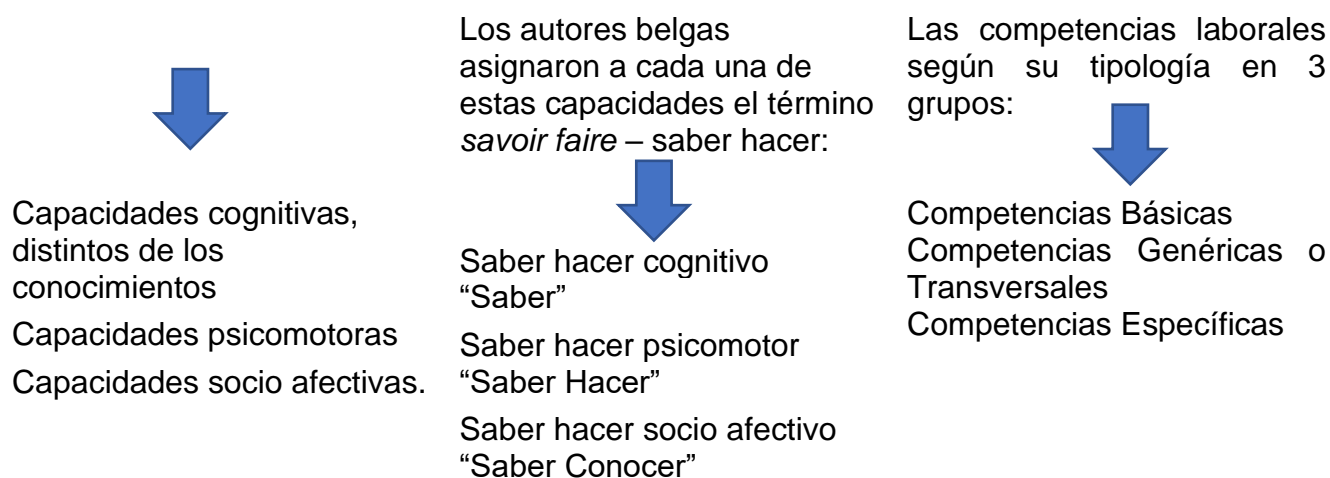 Capacidades cognitivas,
distintos de los
conocimientos
Capacidades psicomotoras
Capacidades socio afectivas.
Los autores belgas
asignaron a cada una de
estas capacidades el término
savoir faire – saber hacer:
Saber hacer cognitivo
“Saber”
Saber hacer psicomotor
“Saber Hacer”
Saber hacer socio afectivo
“Saber Conocer”
Las competencias laborales
según su tipología en 3
grupos:
Competencias Básicas
Competencias Genéricas o
Transversales
Competencias Específicas